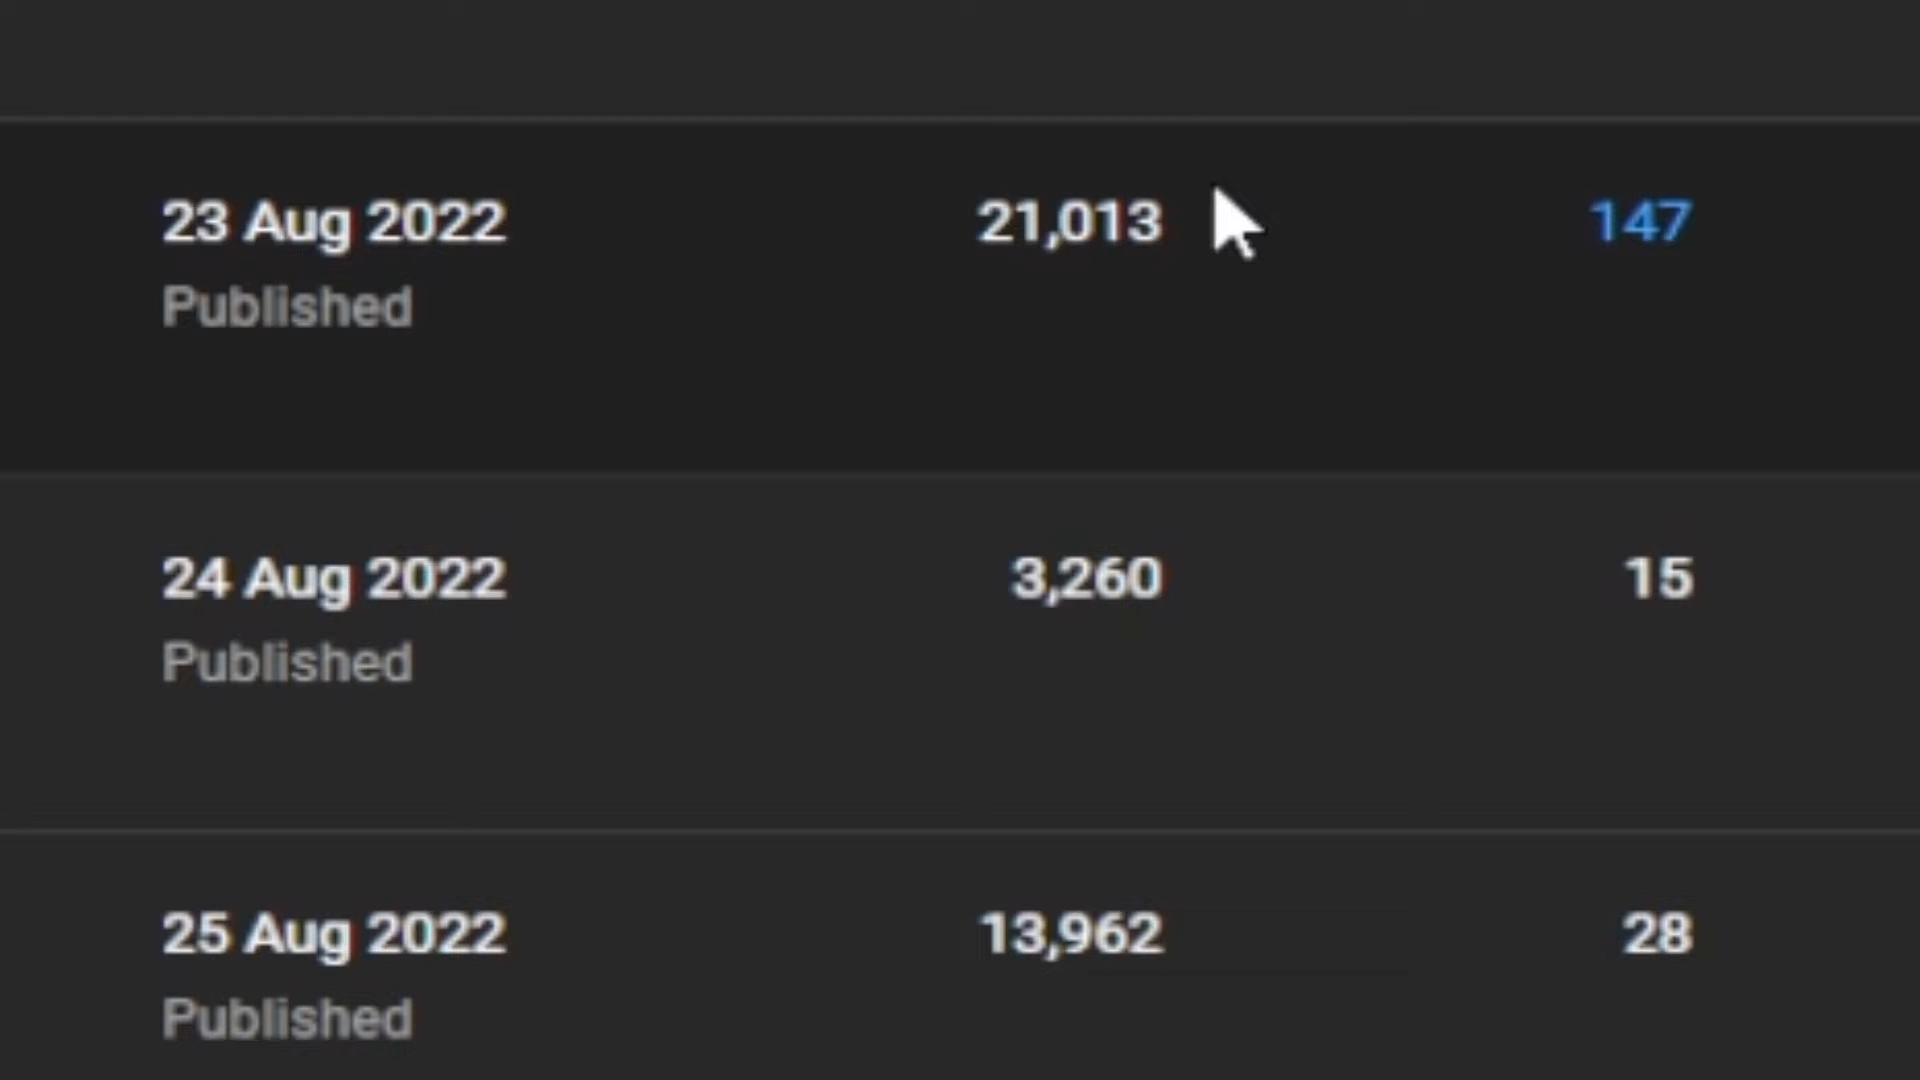 23 Aug 2022 21,013 147
Published
24 Aug 2022 3,260 15
Published
25 Aug 2022 13,962 28
Published